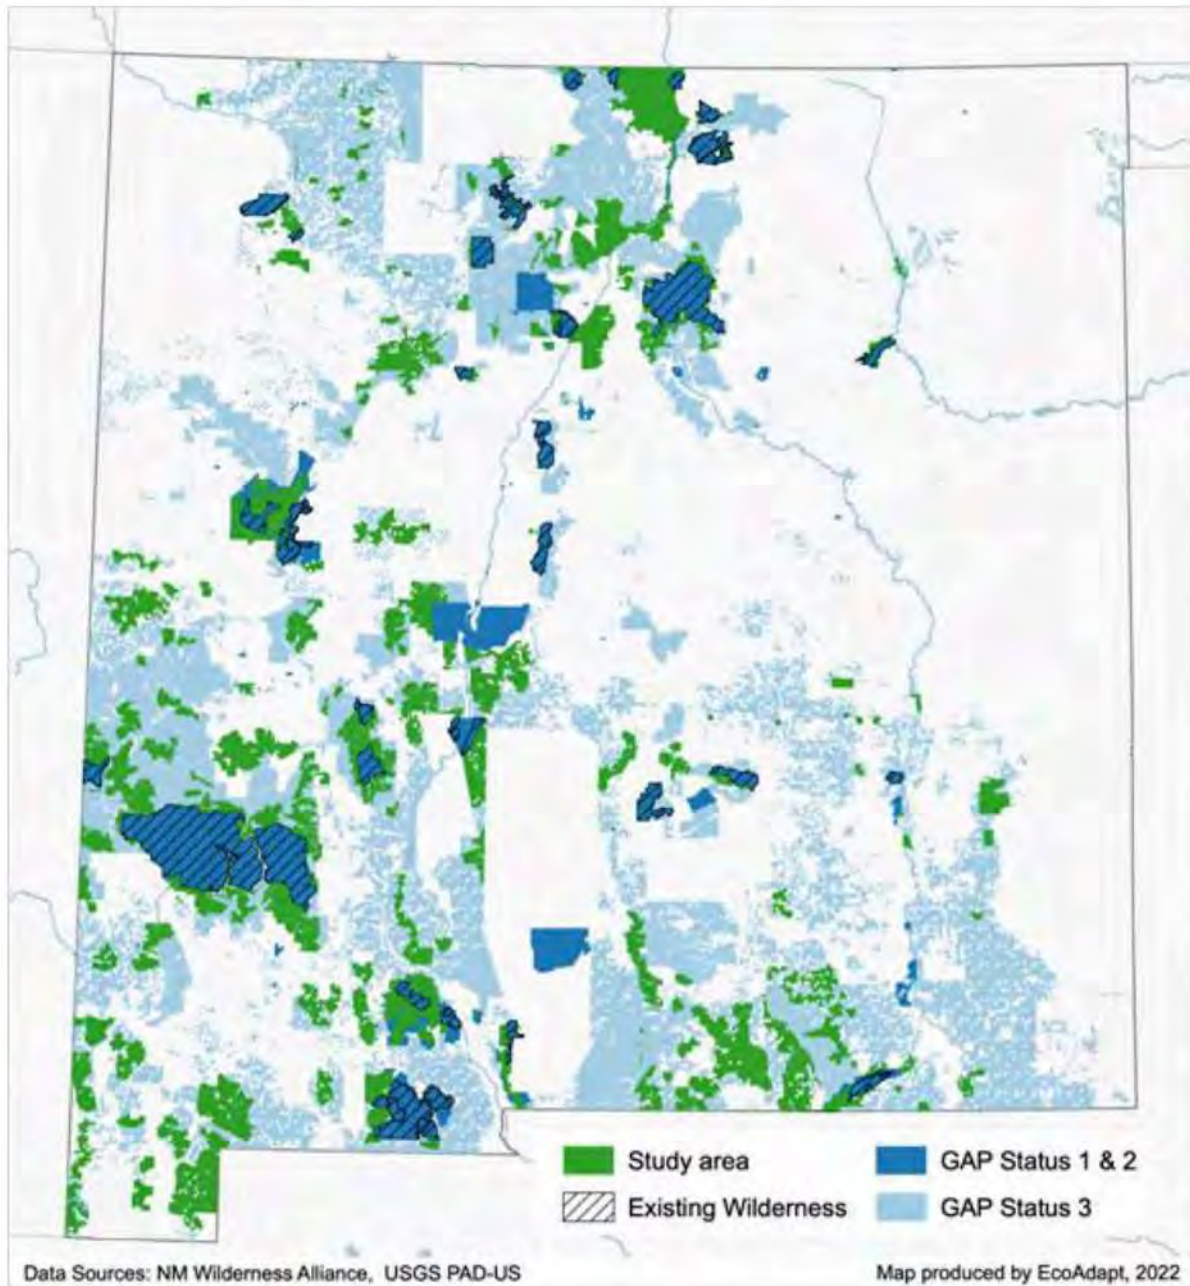 Study area
GAP Status 1 & 2
Existing Wilderness
GAP Status 3
Data Sources: NM Wilderness Alliance, USGS PAD-US
Map produced by EcoAdapt, 2022